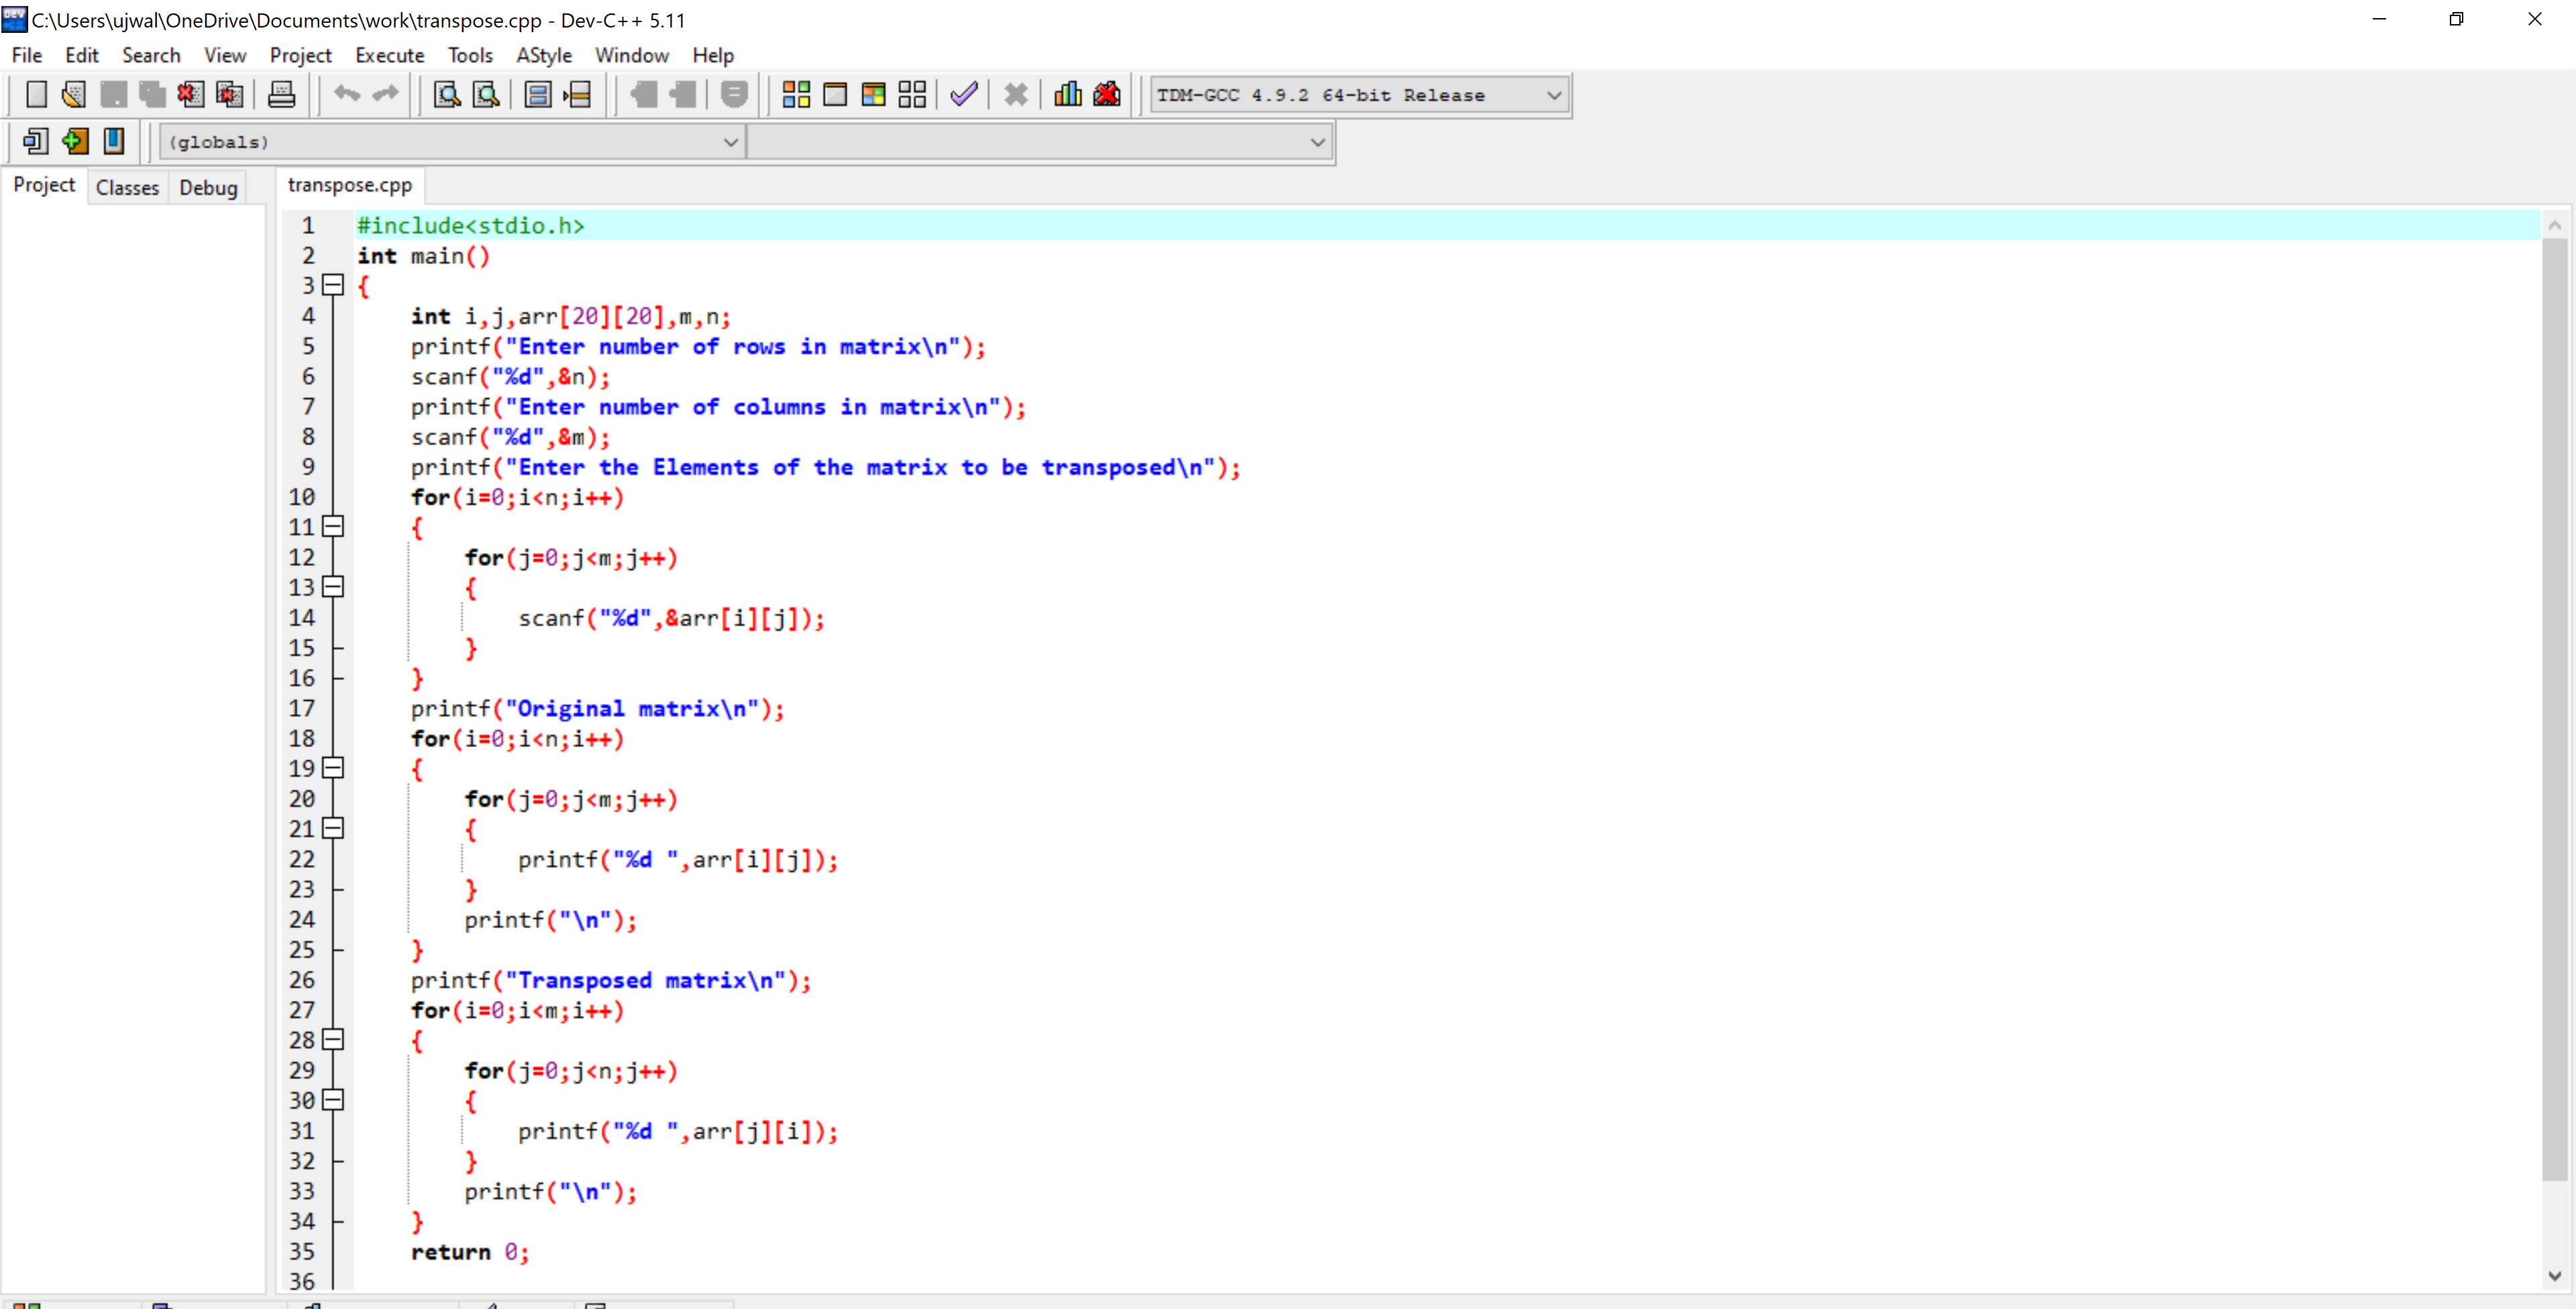 C:\Users\ujwal\OneDrive\Documents\work\transpose.cpp - Dev-C++ 5.11
File Edit Search View Project Execute Tools AStyle Window Help
TDM-GCC 4.9.2 64-bit Release
(globals)
Project Classes Debug
transpose.cpp
1 #include<stdio.h>
2 int main()
3 {
4 int i,j,arr[20][20],m,n;
5 printf("Enter number of rows in matrix\n");
6 scanf("%d",&n);
7 printf("Enter number of columns in matrix\n");
8 scanf("%d",&m);
9 printf("Enter the Elements of the matrix to be transposed\n");
10 for(i=0;i<n;i++)
11 {
12 for(j=0;j<m;j++)
13 {
14 scanf("%d",&arr[i][j]);
15 }
16 }
17 printf("Original matrix\n");
18 for(i=0;i<n;i++)
19 {
20 for(j=0;j<m;j++)
21 {
22 printf("%d ",arr[i][j]);
23 }
24 printf("\n");
25 }
26 printf("Transposed matrix\n");
27 for(i=0;i<m;i++)
28 {
29 for(j=0;j<n;j++)
30 {
31 printf("%d ",arr[j][i]);
32 }
33 printf("\n");
34 }
35 return 0;
36